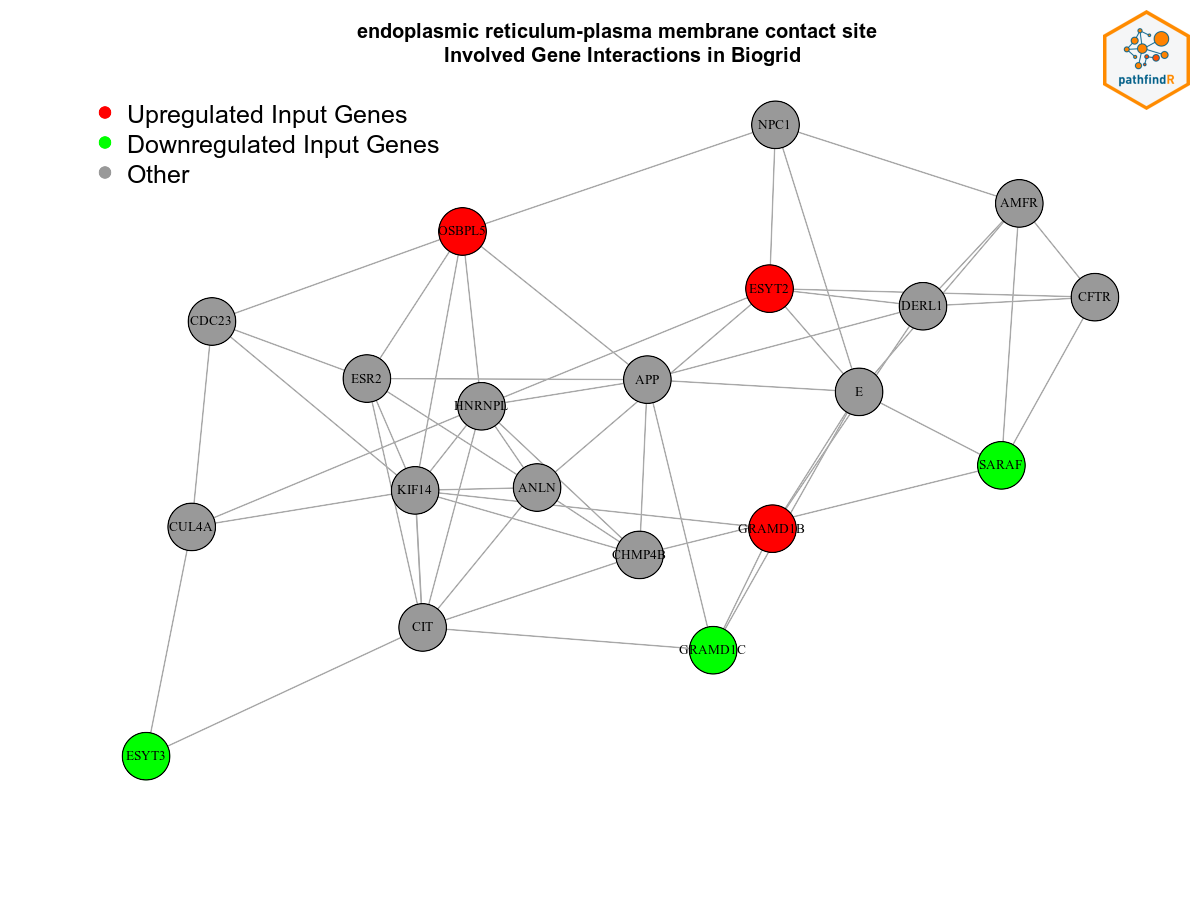 endoplasmic reticulum-plasma membrane contact site
Involved Gene Interactions in Biogrid
pathfindR
Upregulated Input Genes
Downregulated Input Genes
Other
NPC1
AMFR
OSBPL5
ESYT2
CFTR
DERL1
CDC23
ESR2
APP
E
HNRNPL
SARAF
ANLN
KIF14
CUL4A
GRAMD1B
CHMP4B
CIT
GRAMD1C
ESYT3